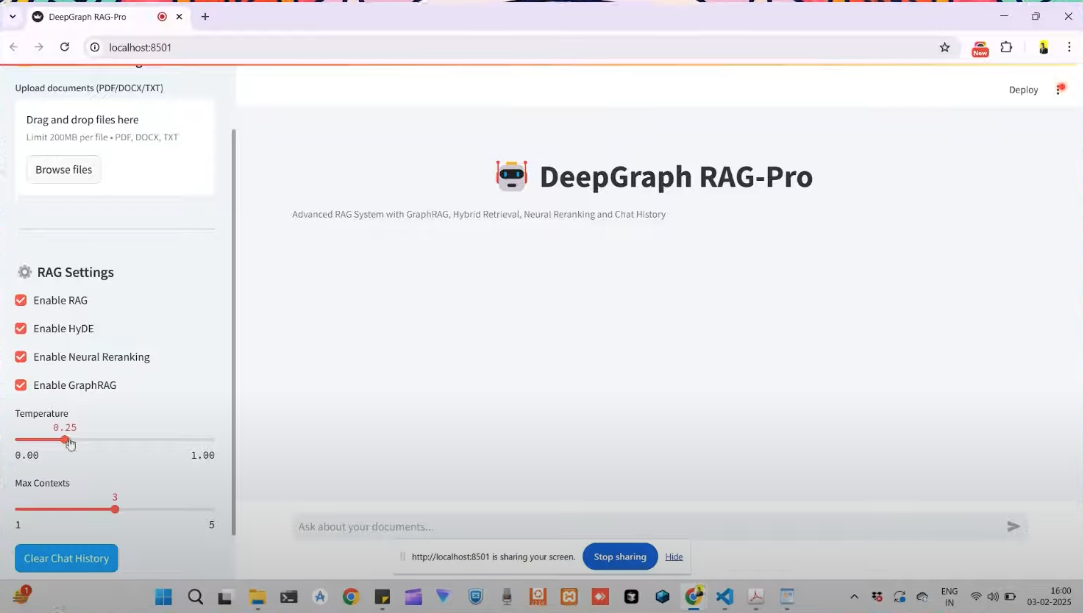 DeepGraph RAG-Pro
localhost:8501
New
Upload documents (PDF/DOCX/TXT)
Drag and drop files here
Limit 200MB per file • PDF, DOCX, TXT
Browse files
RAG Settings
Enable RAG
Enable HyDE
Enable Neural Reranking
Enable GraphRAG
Temperature
0.25
0.00 1.00
Max Contexts
3
1 5
Clear Chat History
Deploy
DeepGraph RAG-Pro
Advanced RAG System with GraphRAG, Hybrid Retrieval, Neural Reranking and Chat History
Ask about your documents...
http://localhost:8501 is sharing your screen. Stop sharing Hide
1
ENG
IN
16:00
03-02-2025